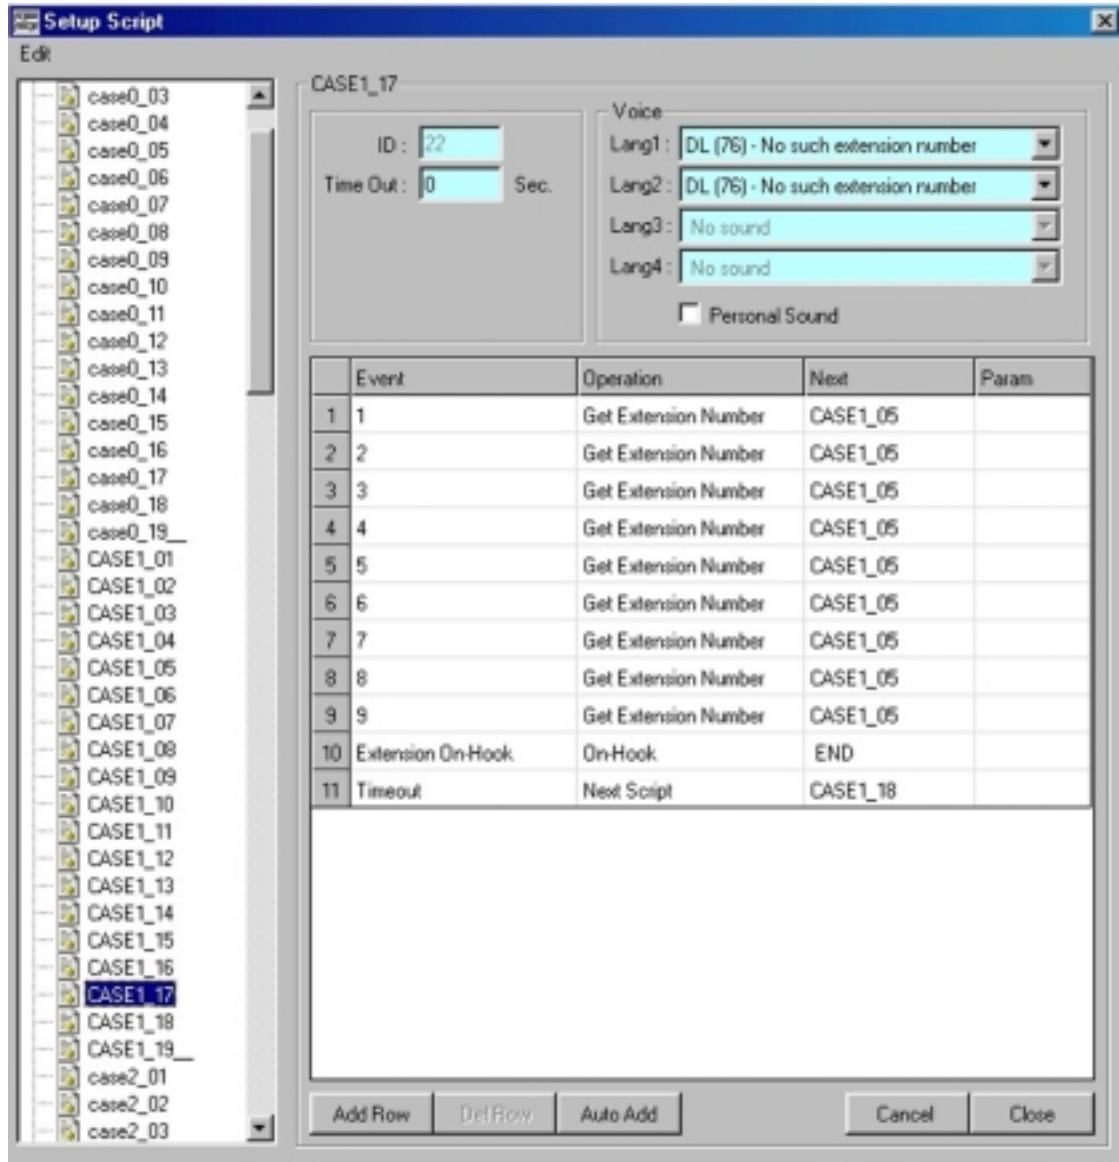 Setup Script
Edit
case0_03
case0_04
case0_05
case0_06
case0_07
case0_08
case0_09
case0_10
case0_11
case0_12
case0_13
case0_14
case0_15
case0_16
case0_17
case0_18
case0_19__
CASE1_01
CASE1_02
CASE1_03
CASE1_04
CASE1_05
CASE1_06
CASE1_07
CASE1_08
CASE1_09
CASE1_10
CASE1_11
CASE1_12
CASE1_13
CASE1_14
CASE1_15
CASE1_16
CASE1_17
CASE1_18
CASE1_19__
case2_01
case2_02
case2_03
CASE1_17
ID : 22
Time Out : 0 Sec.
Voice
Lang1 : DL (76) - No such extension number
Lang2 : DL (76) - No such extension number
Lang3 : No sound
Lang4 : No sound
Personal Sound
Event Operation Next Param
1 1 Get Extension Number CASE1_05
2 2 Get Extension Number CASE1_05
3 3 Get Extension Number CASE1_05
4 4 Get Extension Number CASE1_05
5 5 Get Extension Number CASE1_05
6 6 Get Extension Number CASE1_05
7 7 Get Extension Number CASE1_05
8 8 Get Extension Number CASE1_05
9 9 Get Extension Number CASE1_05
10 Extension On-Hook On-Hook END
11 Timeout Next Script CASE1_18
Add Row Del Row Auto Add Cancel Close